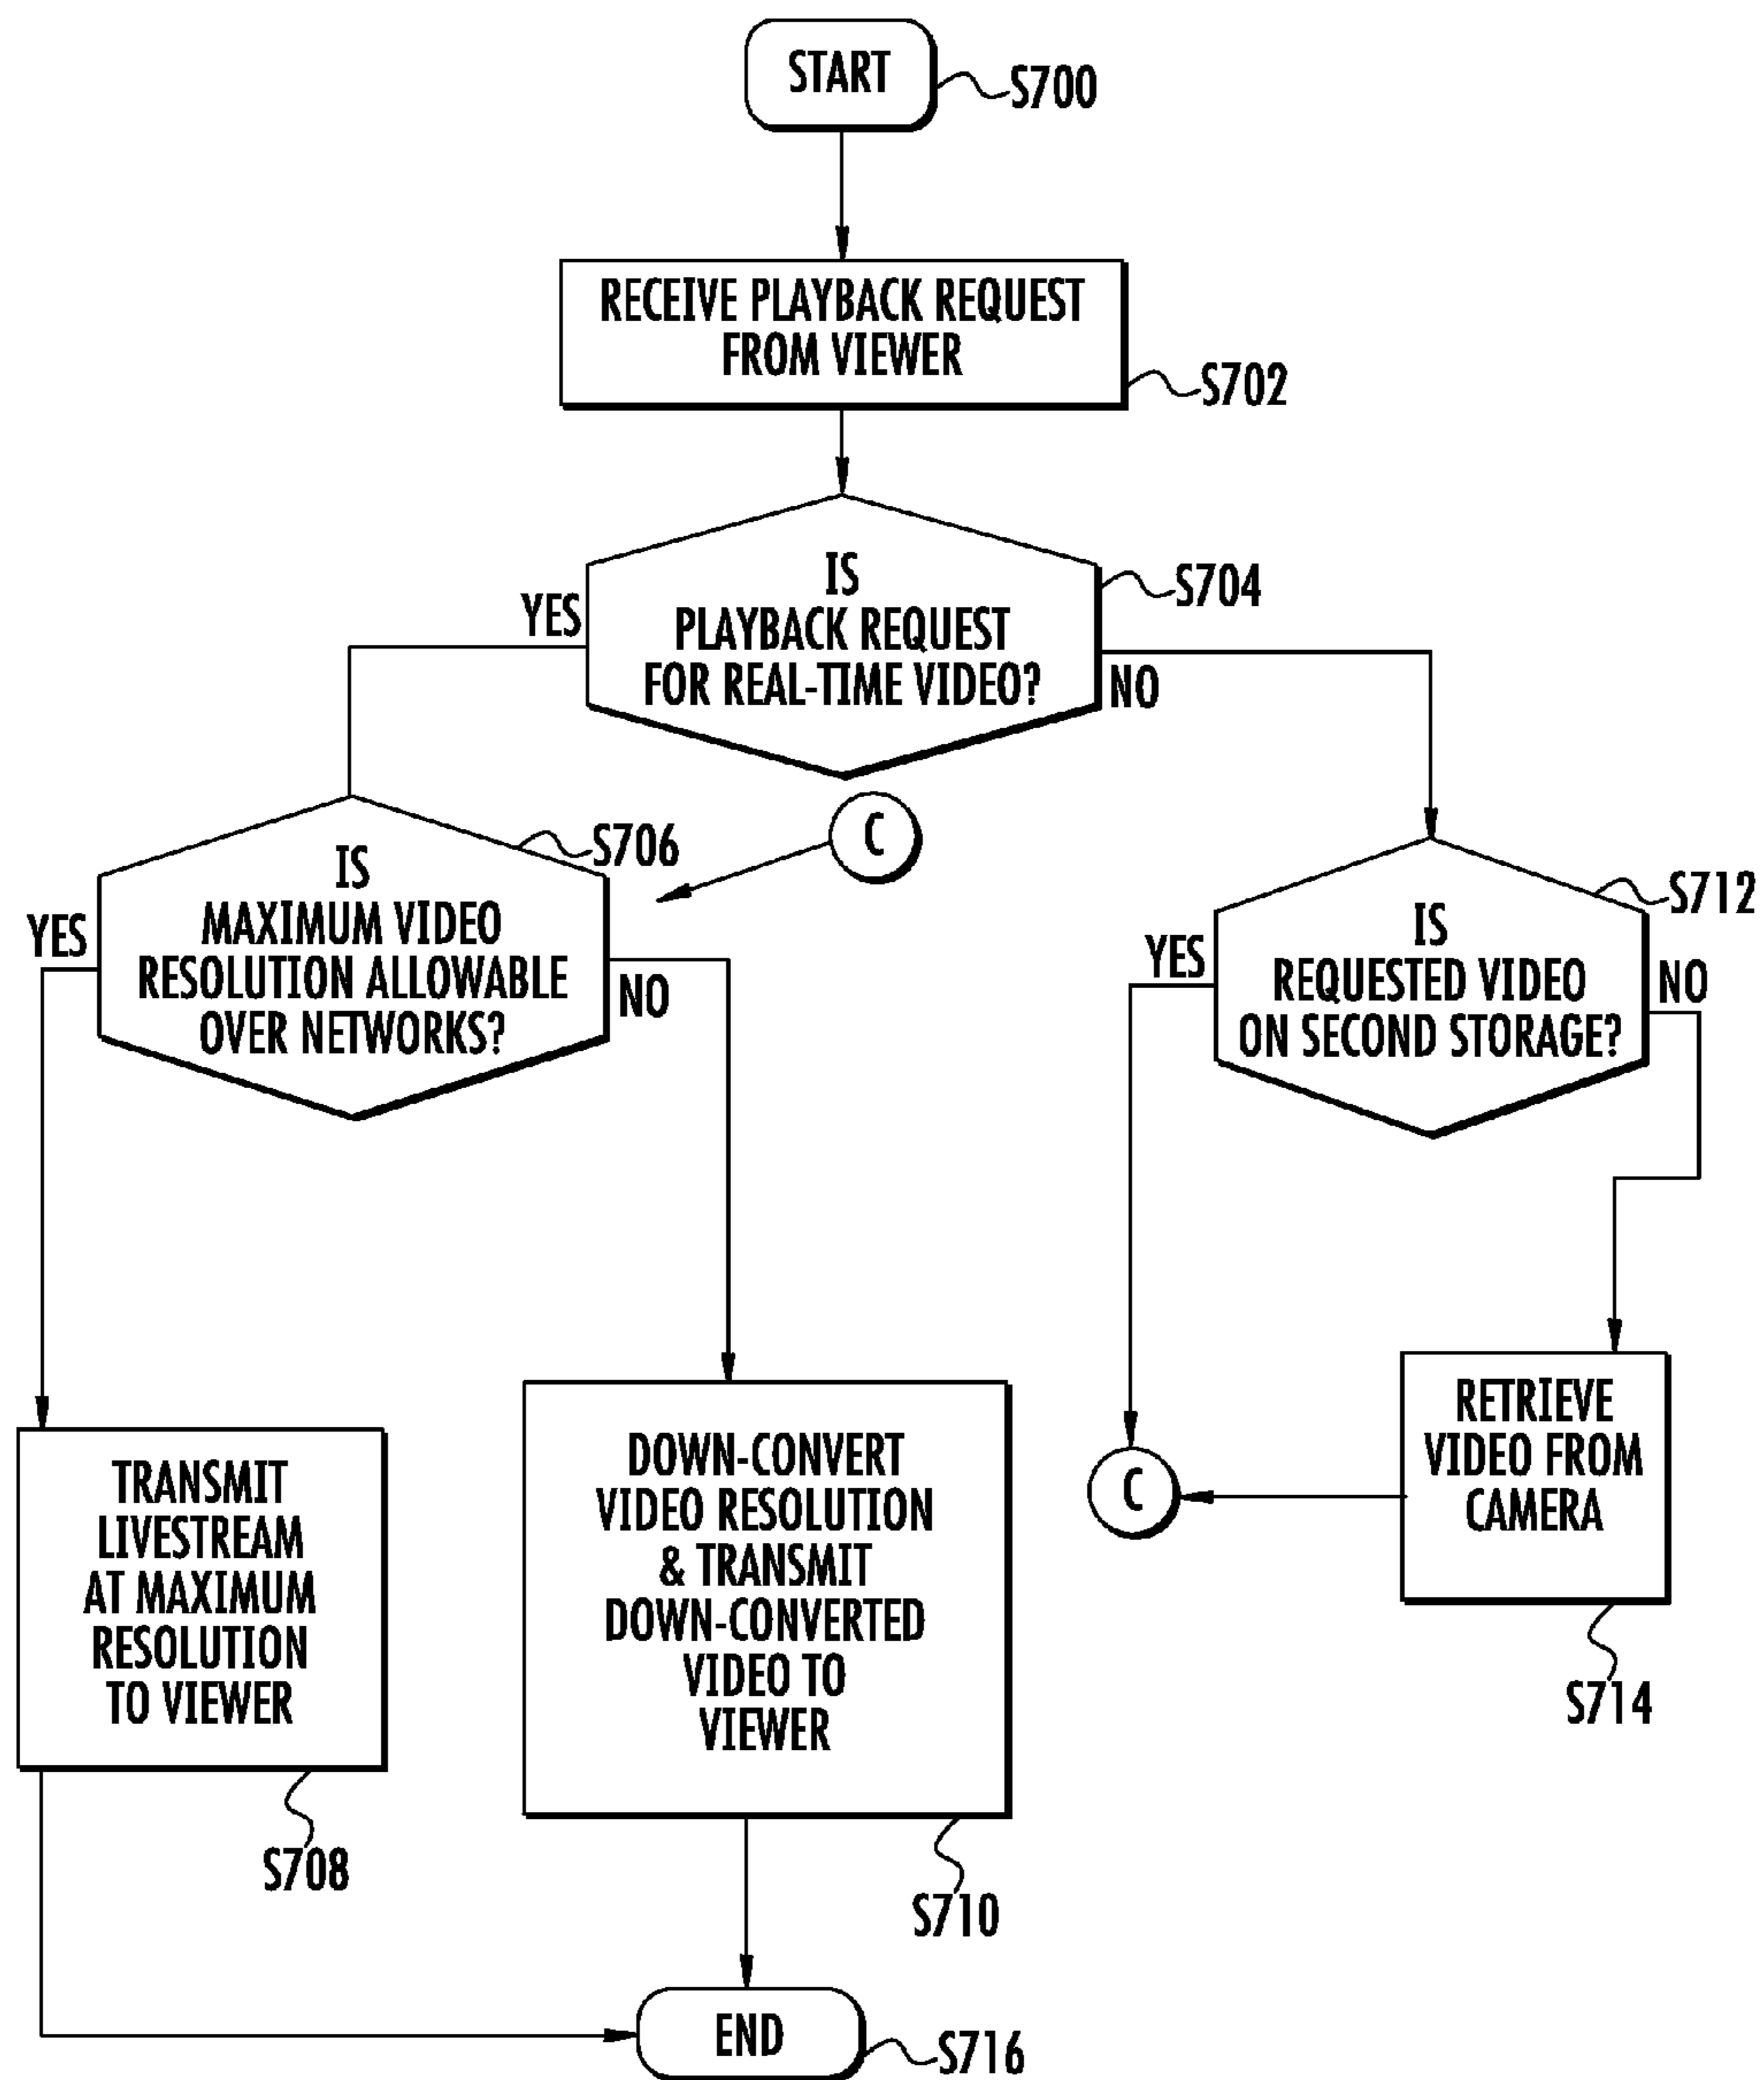 START
S700
RECEIVE PLAYBACK REQUEST
FROM VIEWER
S702
IS
PLAYBACK REQUEST
FOR REAL-TIME VIDEO?
S704
YES
NO
C
IS
MAXIMUM VIDEO
RESOLUTION ALLOWABLE
OVER NETWORKS?
S706
YES
NO
IS
REQUESTED VIDEO
ON SECOND STORAGE?
S712
YES
NO
TRANSMIT
LIVESTREAM
AT MAXIMUM
RESOLUTION
TO VIEWER
S708
DOWN-CONVERT
VIDEO RESOLUTION
& TRANSMIT
DOWN-CONVERTED
VIDEO TO
VIEWER
S710
C
RETRIEVE
VIDEO FROM
CAMERA
S714
END
S716